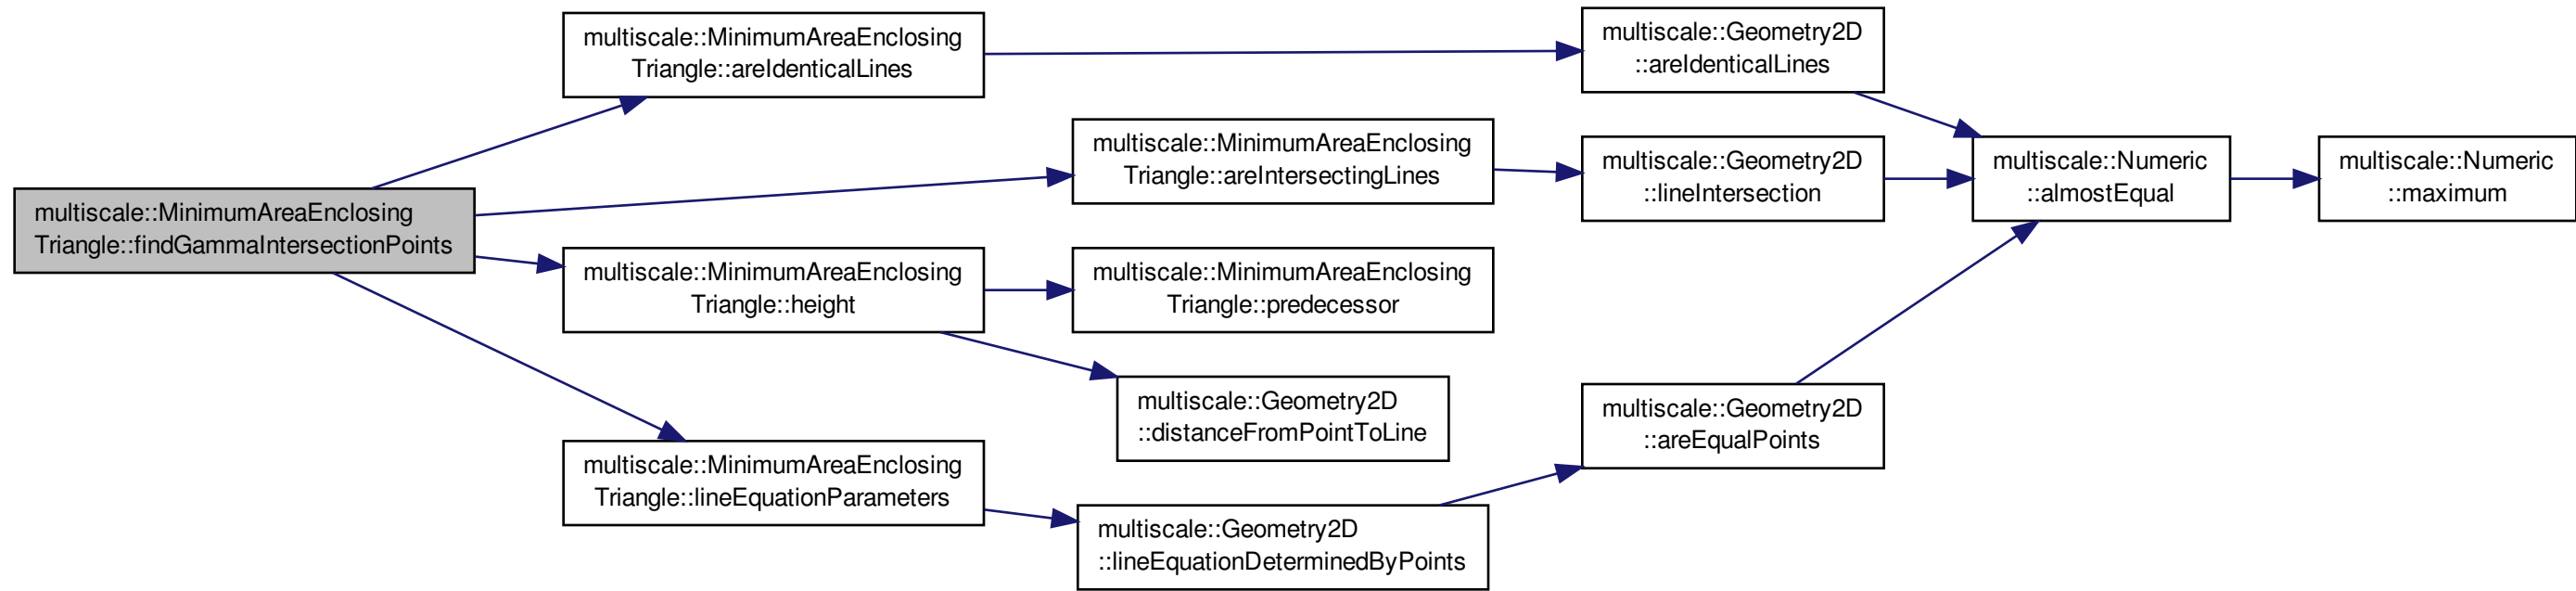 multiscale::MinimumAreaEnclosing
Triangle::findGammaIntersectionPoints
multiscale::MinimumAreaEnclosing
Triangle::areIdenticalLines
multiscale::Geometry2D
::areIdenticalLines
multiscale::MinimumAreaEnclosing
Triangle::areIntersectingLines
multiscale::Geometry2D
::lineIntersection
multiscale::Numeric
::almostEqual
multiscale::Numeric
::maximum
multiscale::MinimumAreaEnclosing
Triangle::height
multiscale::MinimumAreaEnclosing
Triangle::predecessor
multiscale::Geometry2D
::distanceFromPointToLine
multiscale::MinimumAreaEnclosing
Triangle::lineEquationParameters
multiscale::Geometry2D
::lineEquationDeterminedByPoints
multiscale::Geometry2D
::areEqualPoints